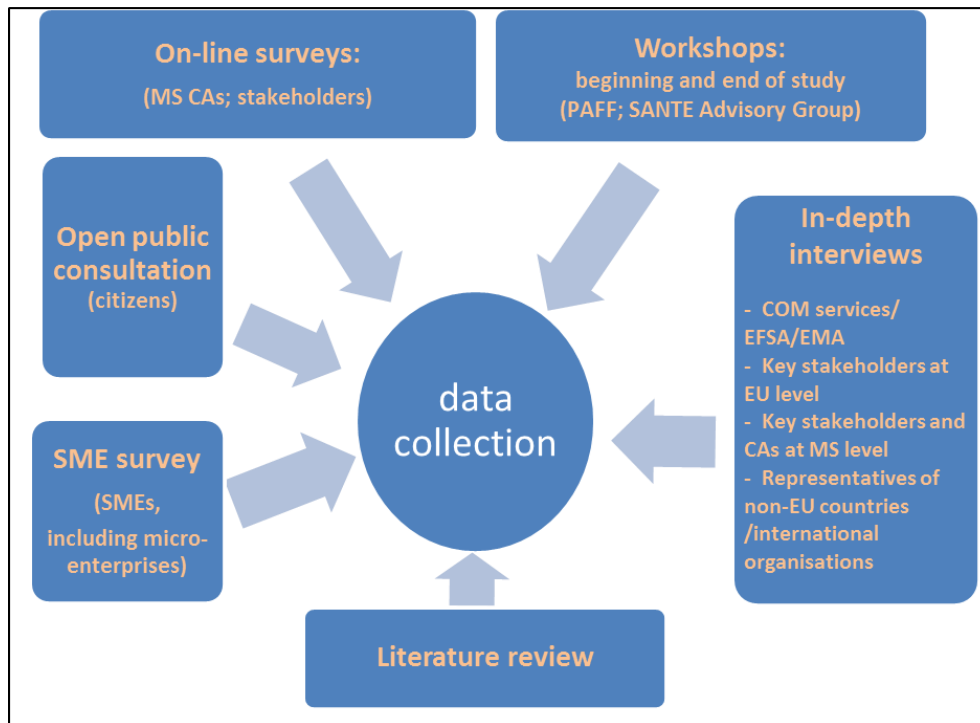 On-line surveys:
(MS CAs; stakeholders)
Workshops:
beginning and end of study
(PAFF; SANTE Advisory Group)
Open public
consultation
(citizens)
In-depth
interviews
- COM services/
EFSA/EMA
- Key stakeholders at
EU level
- Key stakeholders and
CAs at MS level
- Representatives of
non-EU countries
/international
organisations
data
collection
SME survey
(SMEs,
including micro-
enterprises)
Literature review